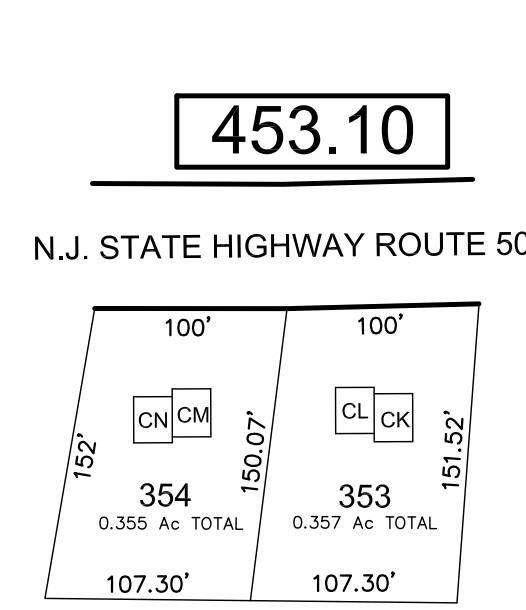 453.10
N.J. STATE HIGHWAY ROUTE 50
100' 100'
CN CM CL CK
152' 150.07' 151.52'
354 353
0.355 Ac TOTAL 0.357 Ac TOTAL
107.30' 107.30'